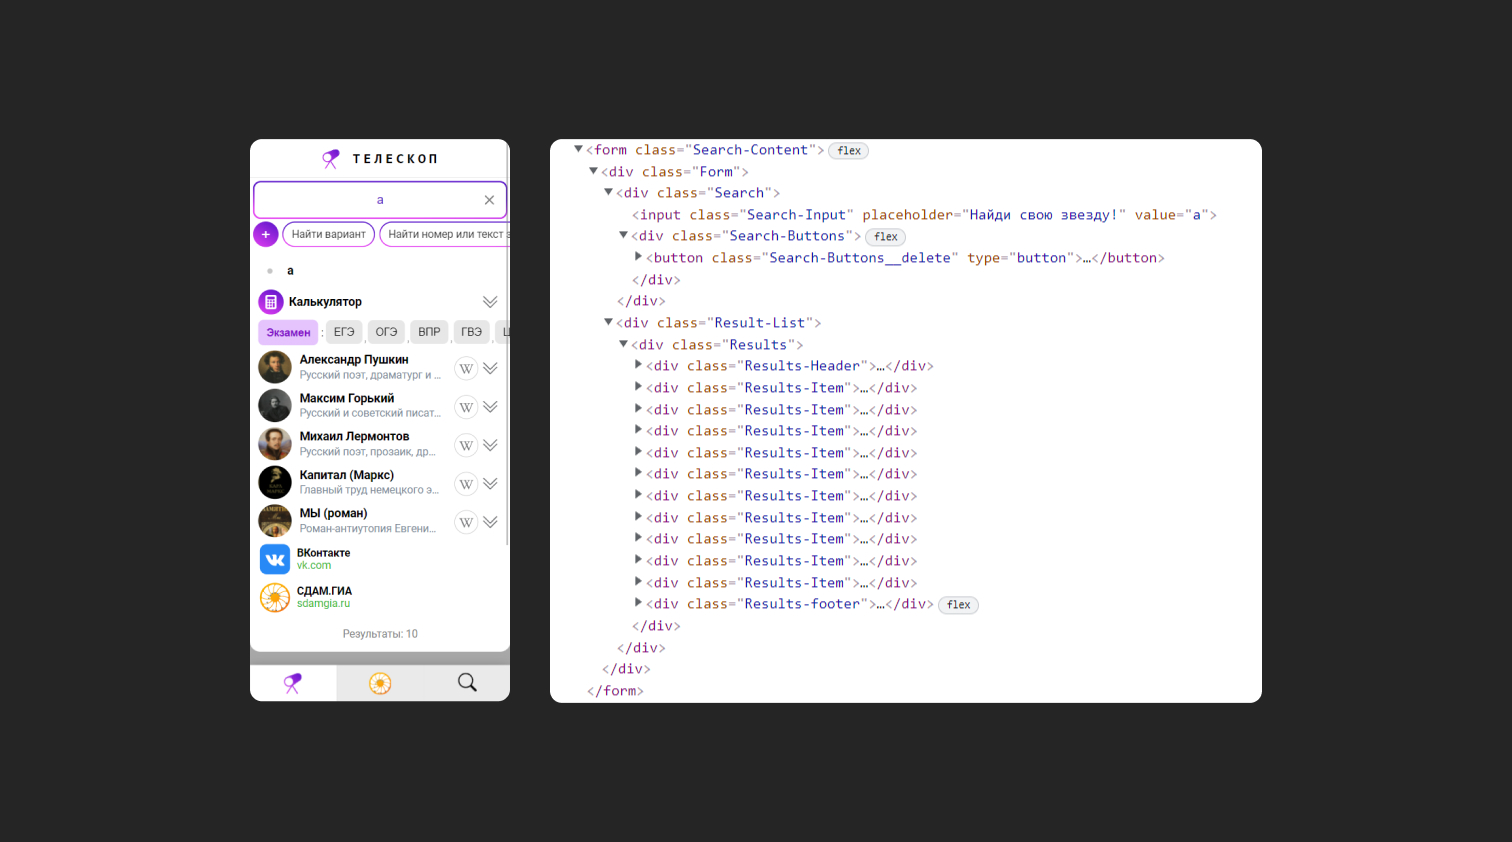 ТЕЛЕСКОП
а
Найти вариант
Найти номер или текст з
а
Калькулятор
Экзамен : ЕГЭ , ОГЭ , ВПР , ГВЭ , Ц
Александр Пушкин
Русский поэт, драматург и ...
Максим Горький
Русский и советский писат...
Михаил Лермонтов
Русский поэт, прозаик, др...
Капитал (Маркс)
Главный труд немецкого э...
МЫ (роман)
Роман-антиутопия Евгени...
ВКонтакте
vk.com
СДАМ.ГИА
sdamgia.ru
Результаты: 10
<form class="Search-Content"> flex
<div class="Form">
<div class="Search">
<input class="Search-Input" placeholder="Найди свою звезду!" value="а">
<div class="Search-Buttons"> flex
<button class="Search-Buttons__delete" type="button">…</button>
</div>
</div>
<div class="Result-List">
<div class="Results">
<div class="Results-Header">…</div>
<div class="Results-Item">…</div>
<div class="Results-Item">…</div>
<div class="Results-Item">…</div>
<div class="Results-Item">…</div>
<div class="Results-Item">…</div>
<div class="Results-Item">…</div>
<div class="Results-Item">…</div>
<div class="Results-Item">…</div>
<div class="Results-Item">…</div>
<div class="Results-Item">…</div>
<div class="Results-footer">…</div> flex
</div>
</div>
</div>
</form>